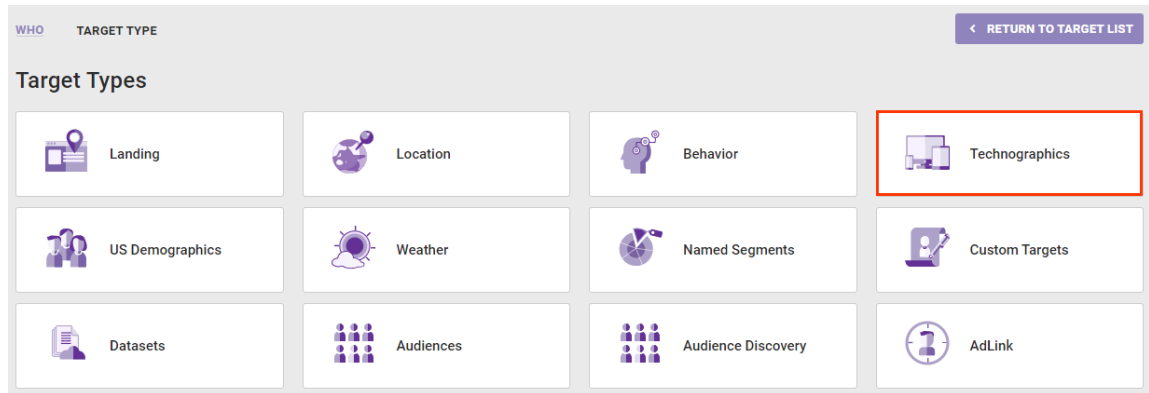 WHO TARGET TYPE
< RETURN TO TARGET LIST
Target Types
Landing
Location
Behavior
Technographics
US Demographics
Weather
Named Segments
Custom Targets
Datasets
Audiences
Audience Discovery
AdLink